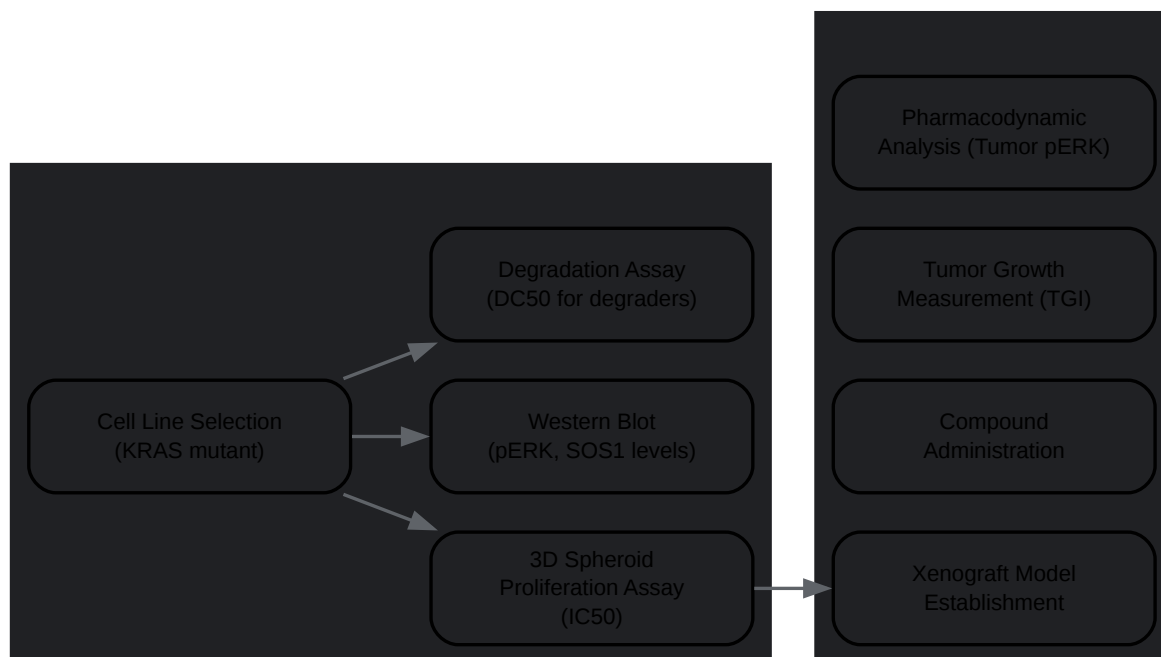 Cell Line Selection
(KRAS mutant)
Degradation Assay
(DC50 for degraders)
Western Blot
(pERK, SOS1 levels)
3D Spheroid
Proliferation Assay
(IC50)
Pharmacodynamic
Analysis (Tumor pERK)
Tumor Growth
Measurement (TGI)
Compound
Administration
Xenograft Model
Establishment